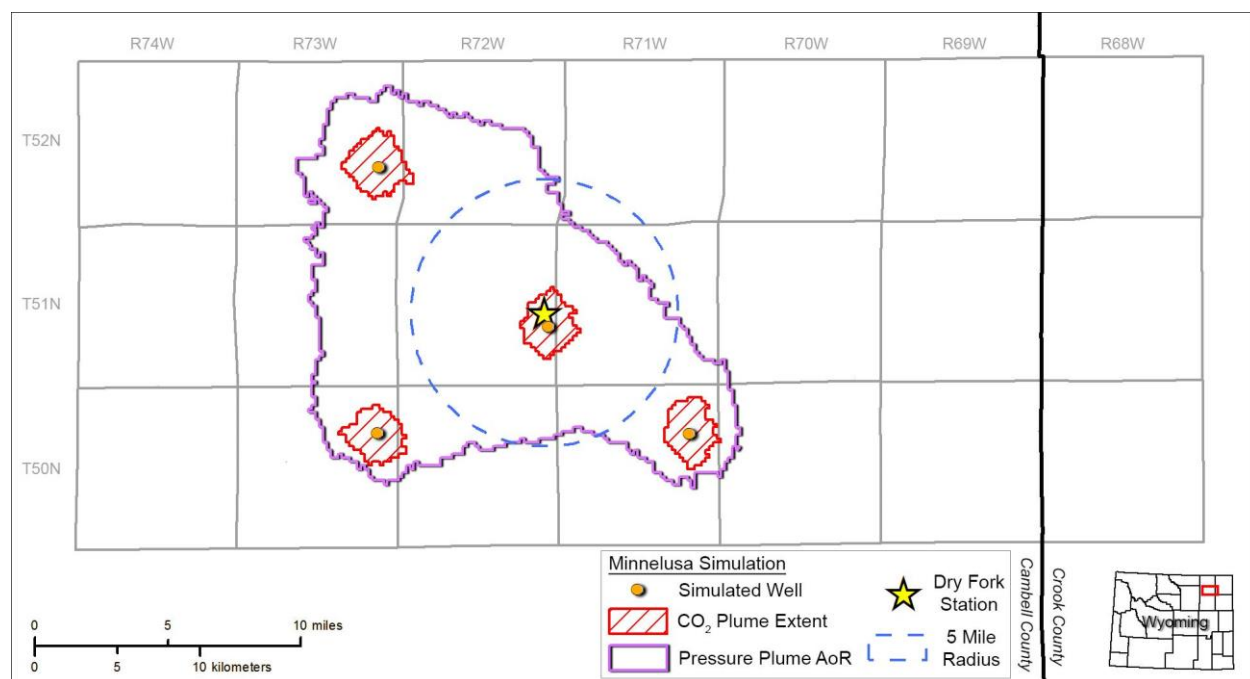 R74W R73W R72W R71W R70W R69W R68W
T52N
T51N
T50N
Minnelusa Simulation
Simulated Well
CO₂ Plume Extent
Pressure Plume AoR
Dry Fork
Station
5 Mile
Radius
Cambell County
Crook County
Wyoming
0 5 10 miles
0 5 10 kilometers